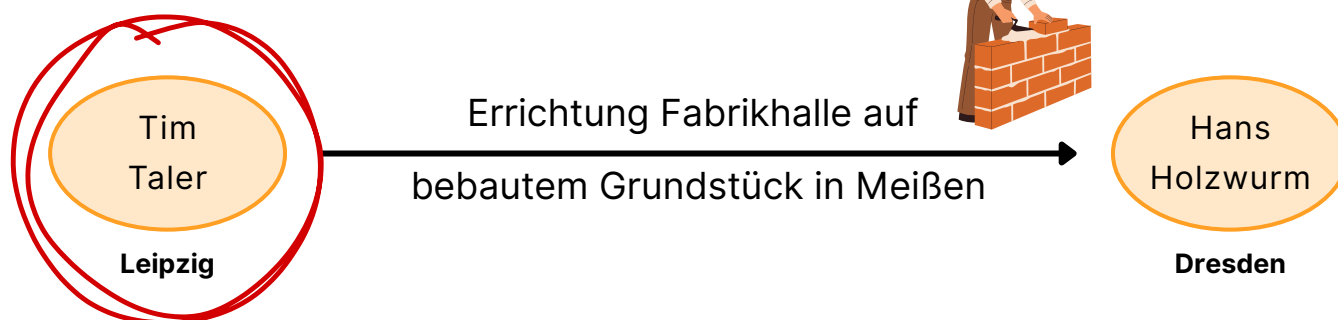 Tim
Taler
Leipzig
Errichtung Fabrikhalle auf
bebautem Grundstück in Meißen
Hans
Holzwurm
Dresden